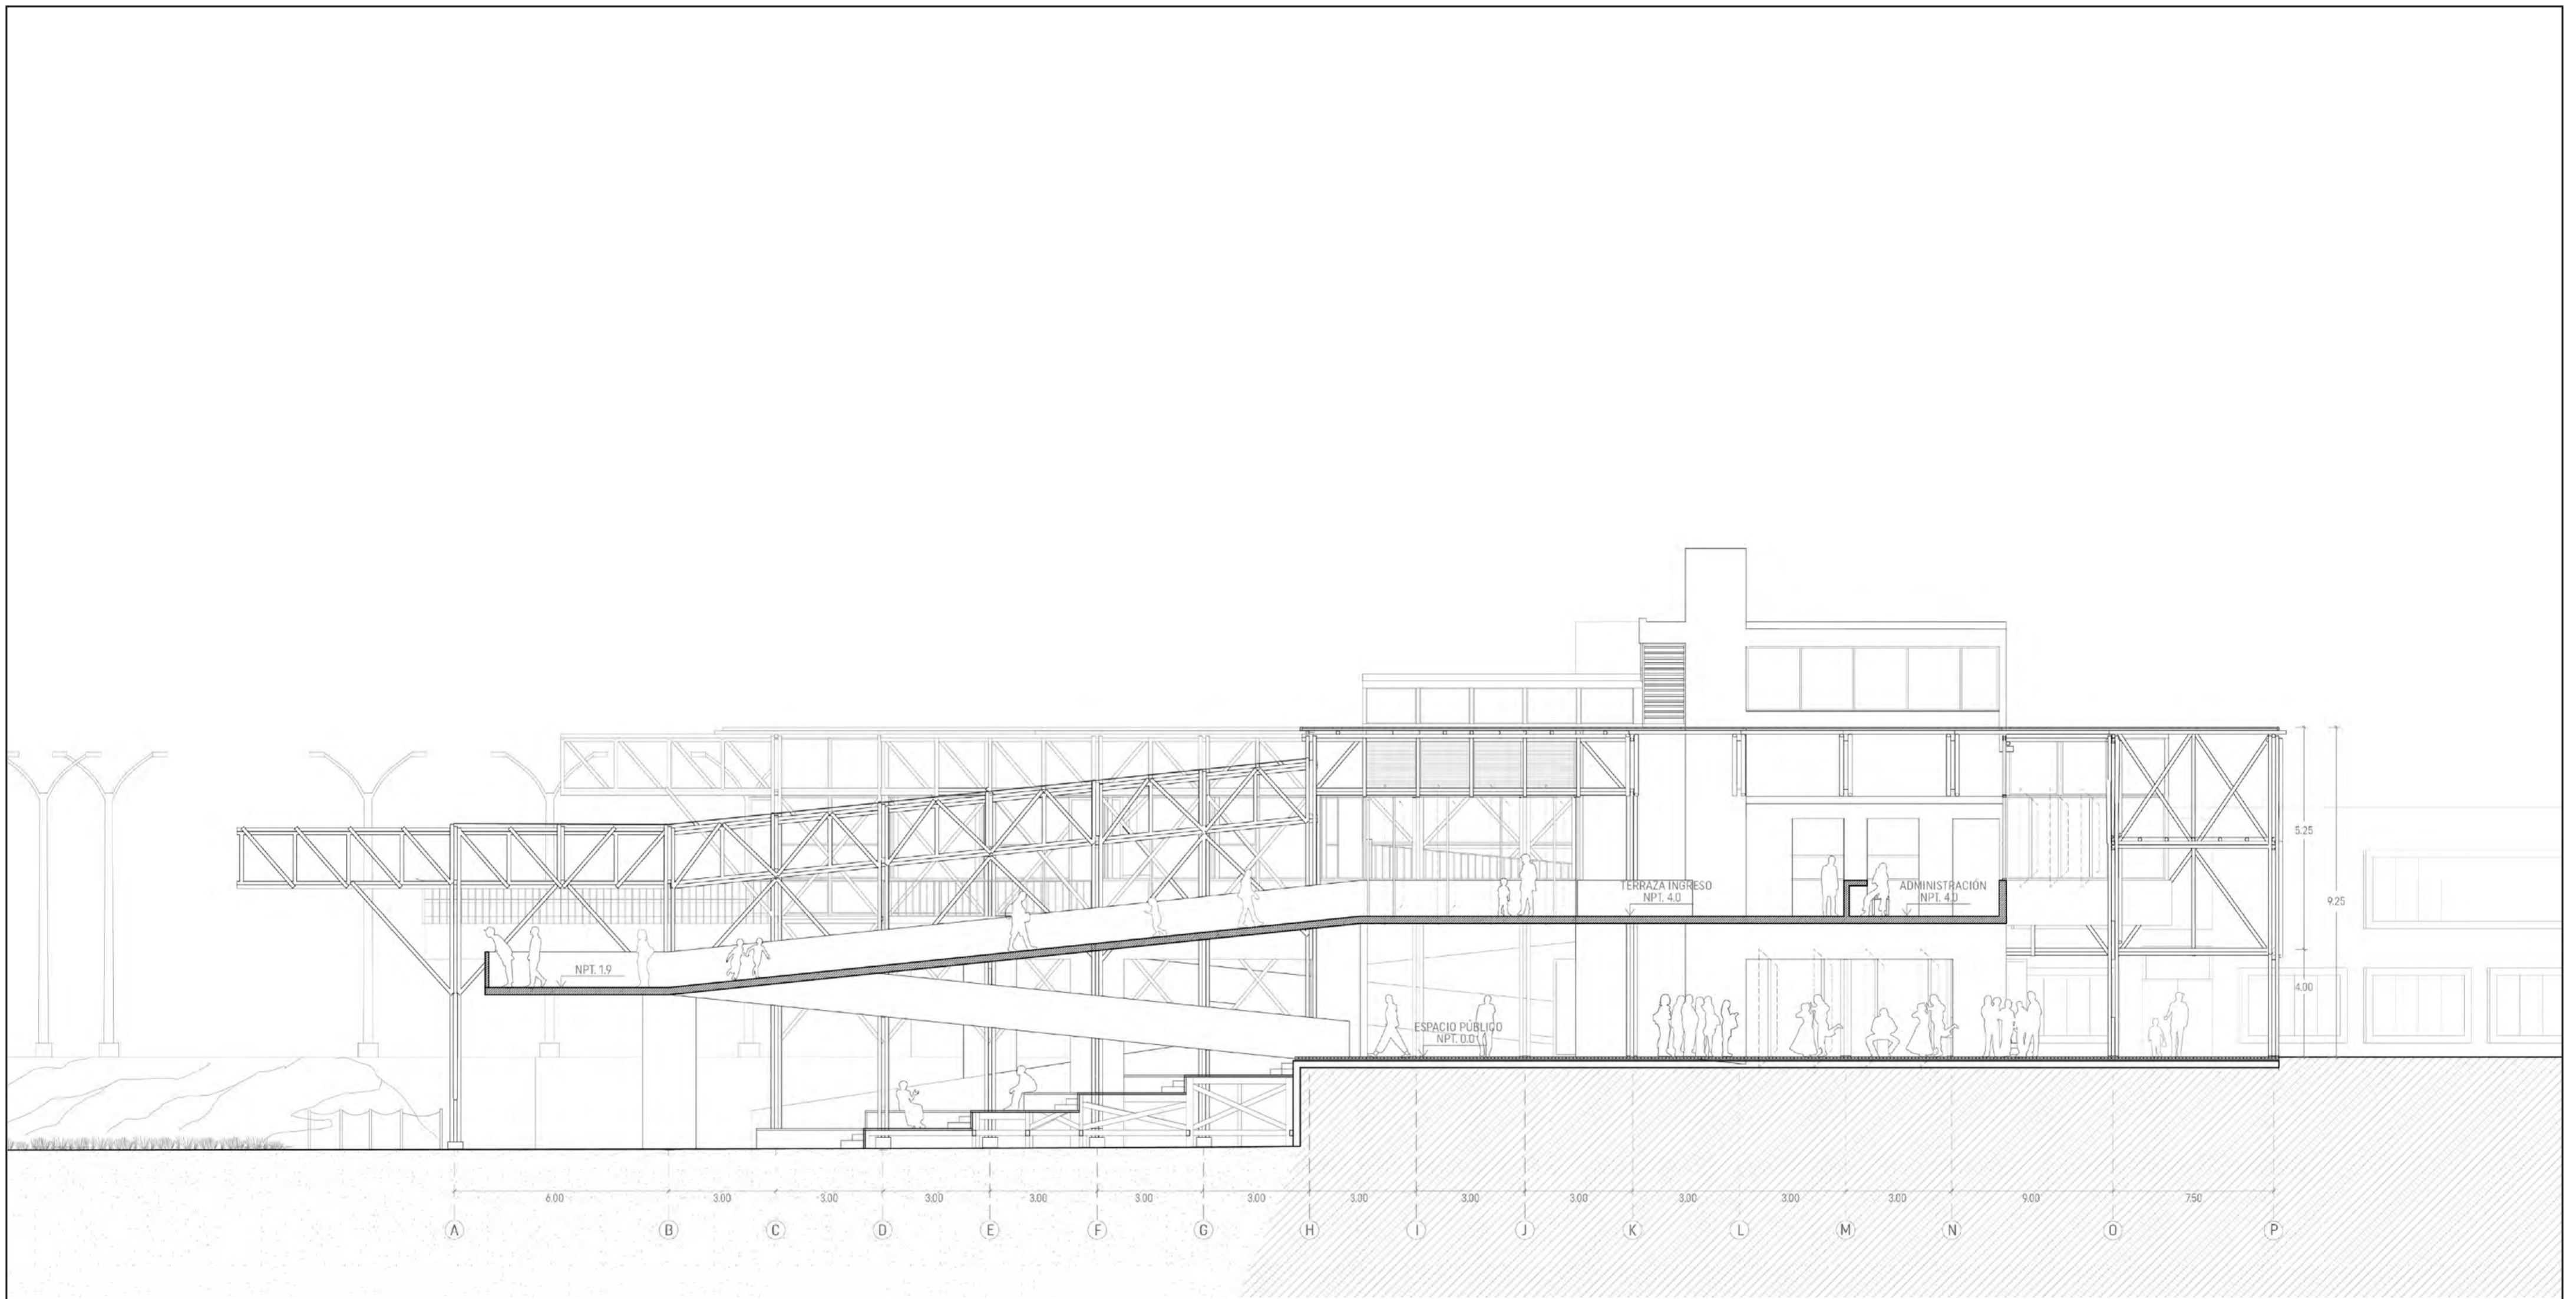 5.25
TERRAZA INGRESO
NPT. 4.0
ADMINISTRACIÓN
NPT. 4.0
9.25
NPT. 1.9
4.00
ESPACIO PÚBLICO
NPT. 0.0
6.00 3.00 3.00 3.00 3.00 3.00 3.00 3.00 3.00 3.00 3.00 3.00 3.00 9.00 7.50
A B C D E F G H I J K L M N O P